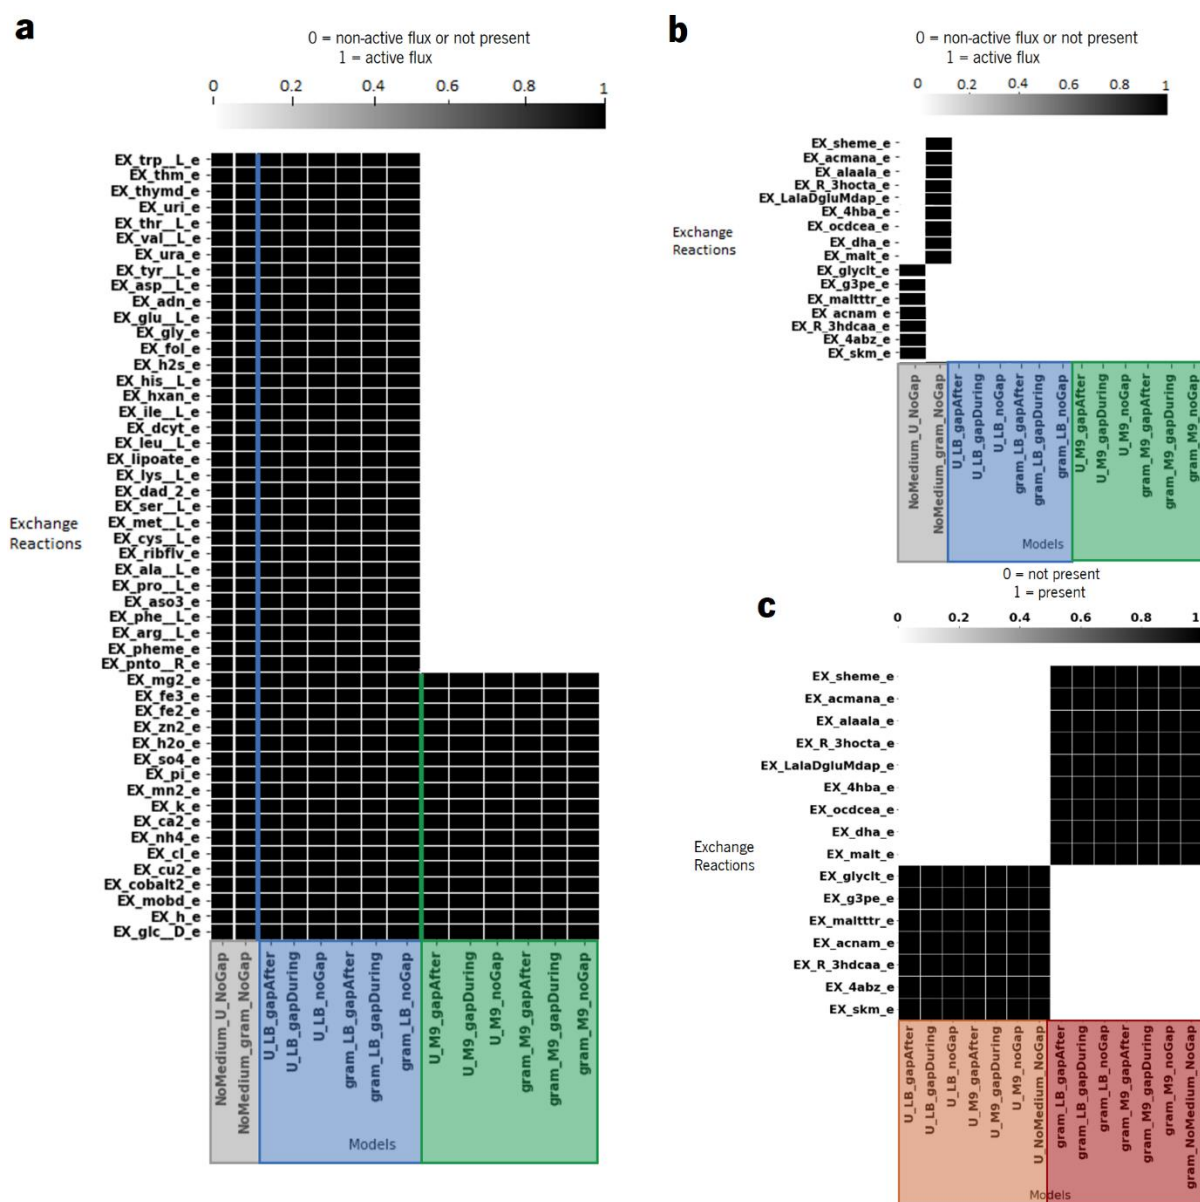 a
0 = non-active flux or not present
1 = active flux
0 0.2 0.4 0.6 0.8 1
EX_trp__L_e
EX_thm_e
EX_thymd_e
EX_uri_e
EX_thr__L_e
EX_val__L_e
EX_ura_e
EX_tyr__L_e
EX_asp__L_e
EX_adn_e
EX_glu__L_e
EX_gly_e
EX_fol_e
EX_h2s_e
EX_his__L_e
EX_hxan_e
EX_ile__L_e
EX_dcyt_e
EX_leu__L_e
EX_lipoate_e
EX_lys__L_e
EX_dad_2_e
EX_ser__L_e
EX_met__L_e
EX_cys__L_e
EX_ribflv_e
EX_ala__L_e
EX_pro__L_e
EX_aso3_e
EX_phe__L_e
EX_arg__L_e
EX_pheme_e
EX_pnto__R_e
EX_mg2_e
EX_fe3_e
EX_fe2_e
EX_zn2_e
EX_h2o_e
EX_so4_e
EX_pi_e
EX_mn2_e
EX_k_e
EX_ca2_e
EX_nh4_e
EX_cl_e
EX_cu2_e
EX_cobalt2_e
EX_mobd_e
EX_h_e
EX_glc__D_e
Exchange
Reactions
NoMedium_U_NoGap
NoMedium_gram_NoGap
U_LB_gapAfter
U_LB_gapDuring
U_LB_noGap
gram_LB_gapAfter
gram_LB_gapDuring
gram_LB_noGap
U_M9_gapAfter
U_M9_gapDuring
U_M9_noGap
gram_M9_gapAfter
gram_M9_gapDuring
gram_M9_noGap
Models
b
0 = non-active flux or not present
1 = active flux
0 0.2 0.4 0.6 0.8 1
EX_sheme_e
EX_acmana_e
EX_alaala_e
EX_R_3hocta_e
EX_LalaDgluMdap_e
EX_4hba_e
EX_ocdcea_e
EX_dha_e
EX_malt_e
EX_glyclt_e
EX_g3pe_e
EX_maltttr_e
EX_acnam_e
EX_R_3hdcaa_e
EX_4abz_e
EX_skm_e
Exchange
Reactions
NoMedium_U_NoGap
NoMedium_gram_NoGap
U_LB_gapAfter
U_LB_gapDuring
U_LB_noGap
gram_LB_gapAfter
gram_LB_gapDuring
gram_LB_noGap
U_M9_gapAfter
U_M9_gapDuring
U_M9_noGap
gram_M9_gapAfter
gram_M9_gapDuring
gram_M9_noGap
Models
c
0 = not present
1 = present
0 0.2 0.4 0.6 0.8 1
EX_sheme_e
EX_acmana_e
EX_alaala_e
EX_R_3hocta_e
EX_LalaDgluMdap_e
EX_4hba_e
EX_ocdcea_e
EX_dha_e
EX_malt_e
EX_glyclt_e
EX_g3pe_e
EX_maltttr_e
EX_acnam_e
EX_R_3hdcaa_e
EX_4abz_e
EX_skm_e
Exchange
Reactions
U_LB_gapAfter
U_LB_gapDuring
U_LB_noGap
U_M9_gapAfter
U_M9_gapDuring
U_M9_noGap
U_NoMedium_NoGap
gram_LB_gapAfter
gram_LB_gapDuring
gram_LB_noGap
gram_M9_gapAfter
gram_M9_gapDuring
gram_M9_noGap
gram_NoMedium_NoGap
Models